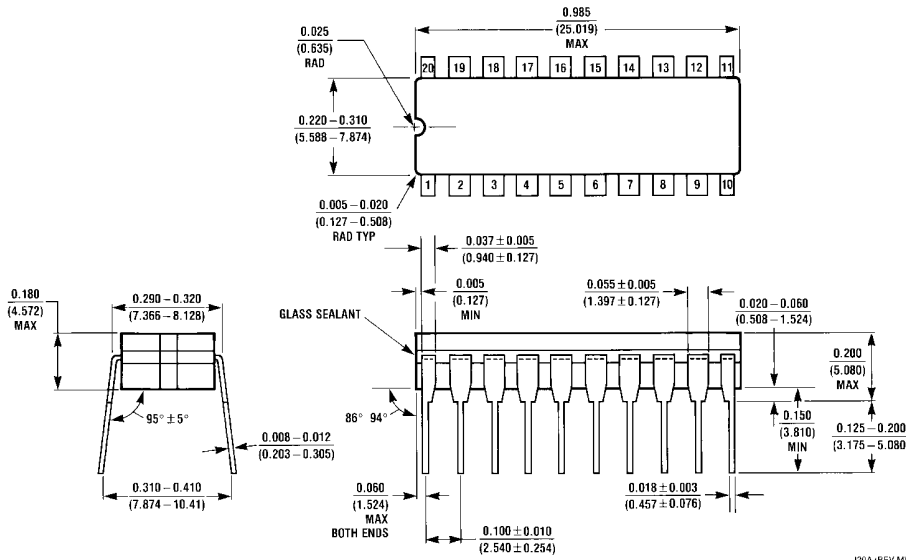 0.985
(25.019)
MAX
0.025
(0.635)
RAD
20 19 18 17 16 15 14 13 12 11
0.220 – 0.310
(5.588 – 7.874)
1 2 3 4 5 6 7 8 9 10
0.005 – 0.020
(0.127 – 0.508)
RAD TYP
0.037 ± 0.005
(0.940 ± 0.127)
0.180
(4.572)
MAX
0.290 – 0.320
(7.366 – 8.128)
0.005
(0.127)
MIN
0.055 ± 0.005
(1.397 ± 0.127)
0.020 – 0.060
(0.508 – 1.524)
GLASS SEALANT
0.200
(5.080)
MAX
95° ± 5°
86° 94°
0.150
(3.810)
MIN
0.125 – 0.200
(3.175 – 5.080
0.008 – 0.012
(0.203 – 0.305)
0.310 – 0.410
(7.874 – 10.41)
0.060
(1.524)
MAX
BOTH ENDS
0.018 ± 0.003
(0.457 ± 0.076)
0.100 ± 0.010
(2.540 ± 0.254)